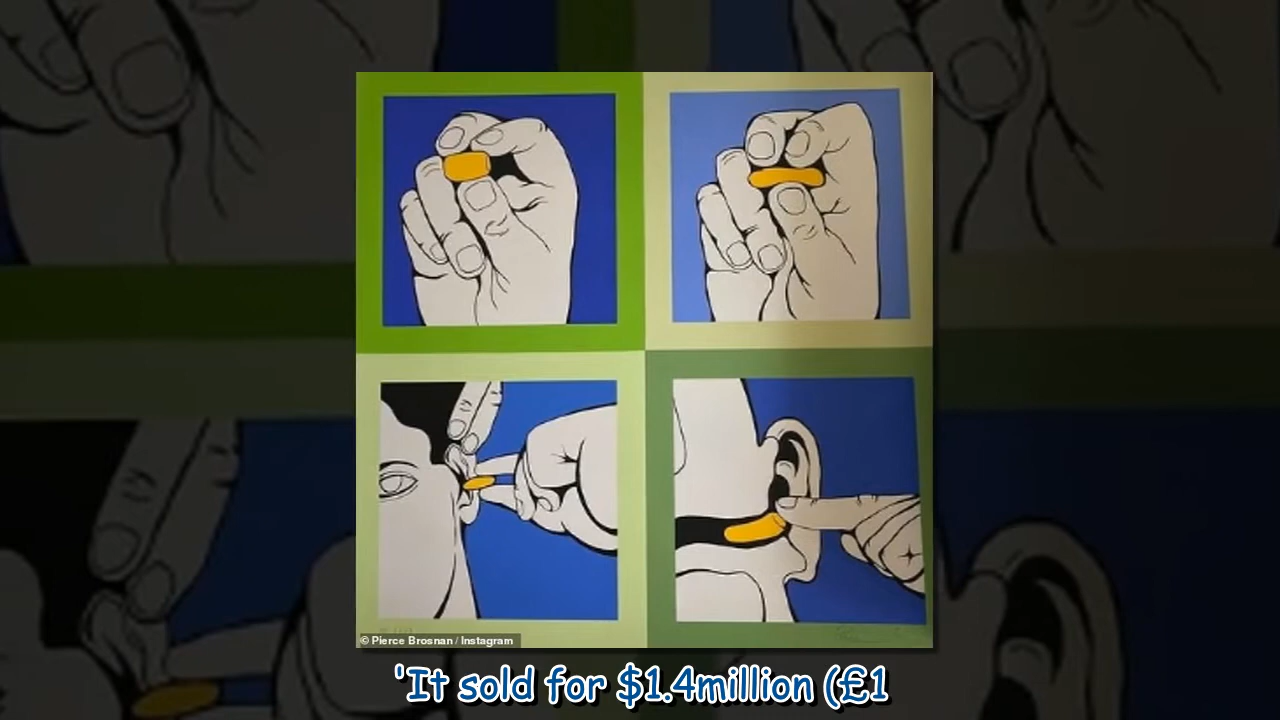 © Pierce Brosnan / Instagram
'It sold for $1.4million (£1